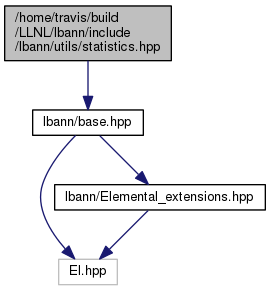 /home/travis/build
/LLNL/lbann/include
/lbann/utils/statistics.hpp
lbann/base.hpp
lbann/Elemental_extensions.hpp
El.hpp